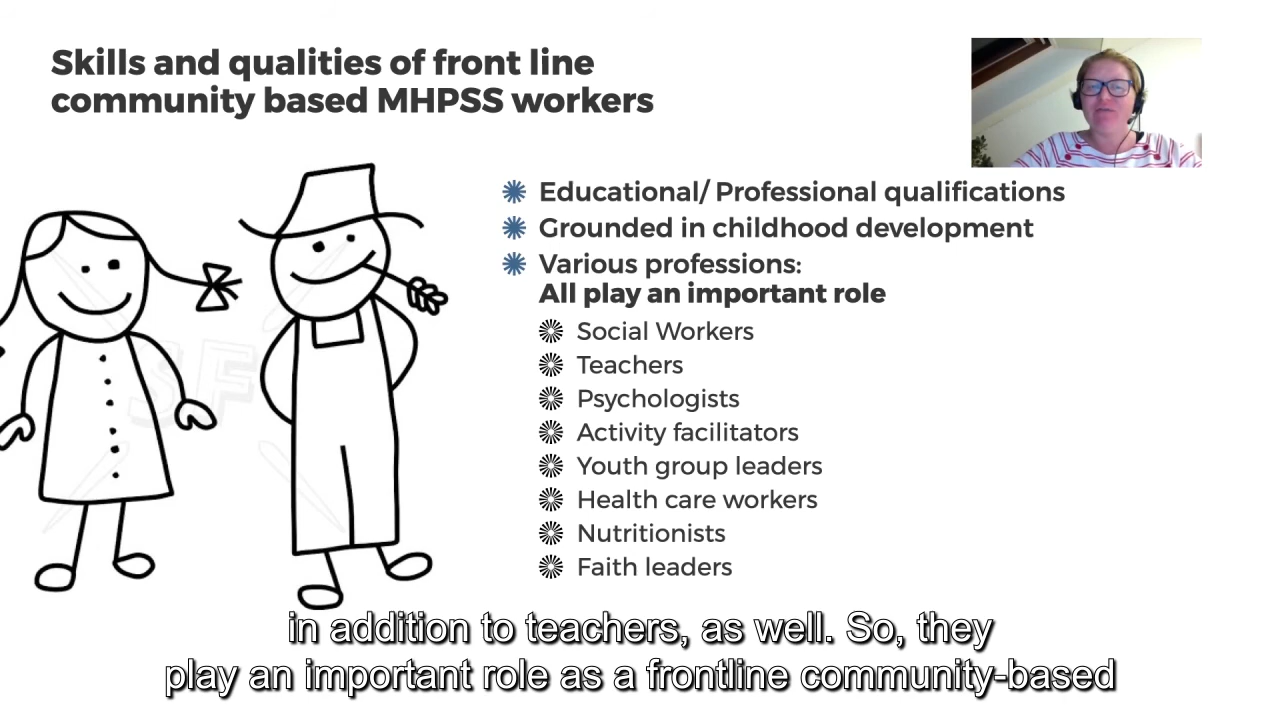 Skills and qualities of front line
community based MHPSS workers
Educational/ Professional qualifications
Grounded in childhood development
Various professions:
All play an important role
Social Workers
Teachers
Psychologists
Activity facilitators
Youth group leaders
Health care workers
Nutritionists
Faith leaders
in addition to teachers, as well. So, they
play an important role as a frontline community-based